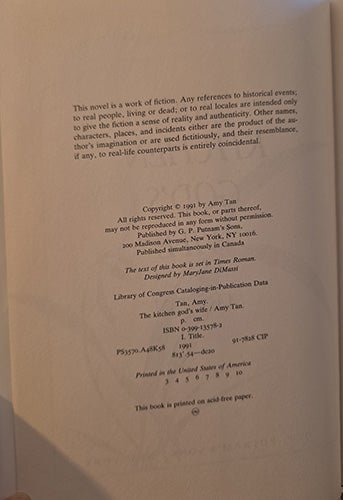 This novel is a work of fiction. Any references to historical events;
to real people, living or dead; or to real locales are intended only
to give the fiction a sense of reality and authenticity. Other names,
characters, places, and incidents either are the product of the au-
thor's imagination or are used fictitiously, and their resemblance,
if any, to real-life counterparts is entirely coincidental.
Copyright © 1991 by Amy Tan
All rights reserved. This book, or parts thereof,
may not be reproduced in any form without permission.
Published by G. P. Putnam's Sons,
200 Madison Avenue, New York, NY 10016.
Published simultaneously in Canada
The text of this book is set in Times Roman.
Designed by MaryJane DiMassi
Library of Congress Cataloging-in-Publication Data
Tan, Amy.
The kitchen god's wife / Amy Tan.
p. cm.
ISBN 0-399-13578-2
I. Title.
PS3570.A48K58 1991 91-7828 CIP
813'.54—dc20
Printed in the United States of America
3 4 5 6 7 8 9 10
This book is printed on acid-free paper.